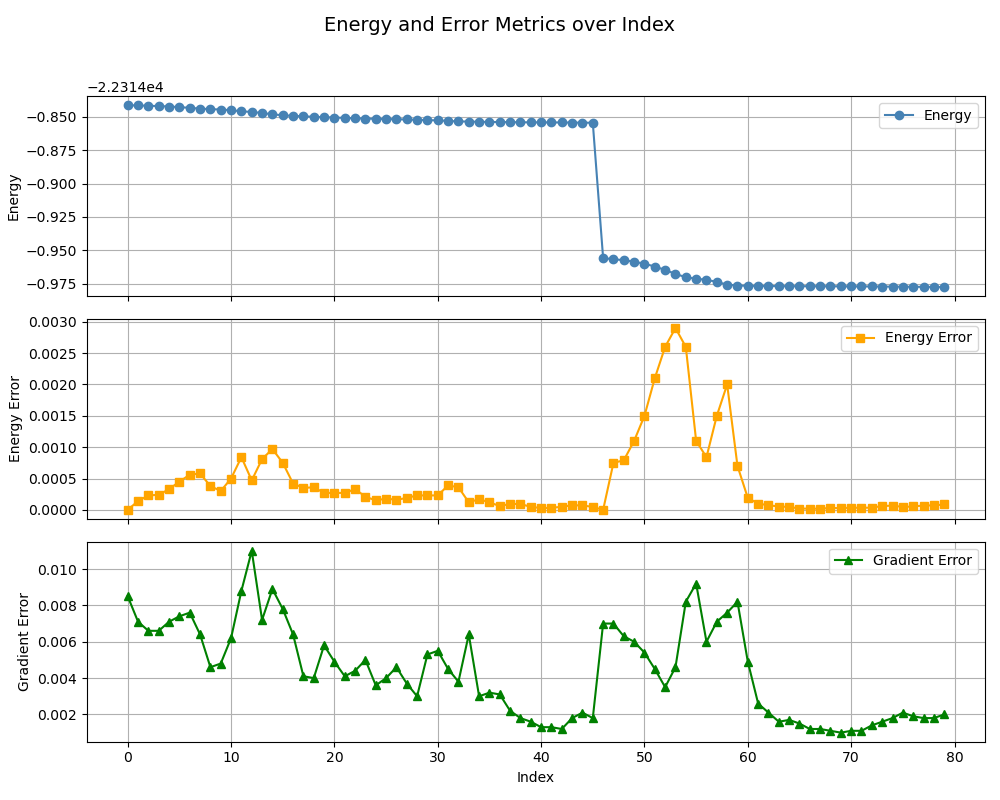 Energy and Error Metrics over Index
−2.2314e4
−0.850
−0.875
−0.900
−0.925
−0.950
−0.975
Energy
Energy
0.0030
0.0025
0.0020
0.0015
0.0010
0.0005
0.0000
Energy Error
Energy Error
0.010
0.008
0.006
0.004
0.002
Gradient Error
Gradient Error
0 10 20 30 40 50 60 70 80
Index